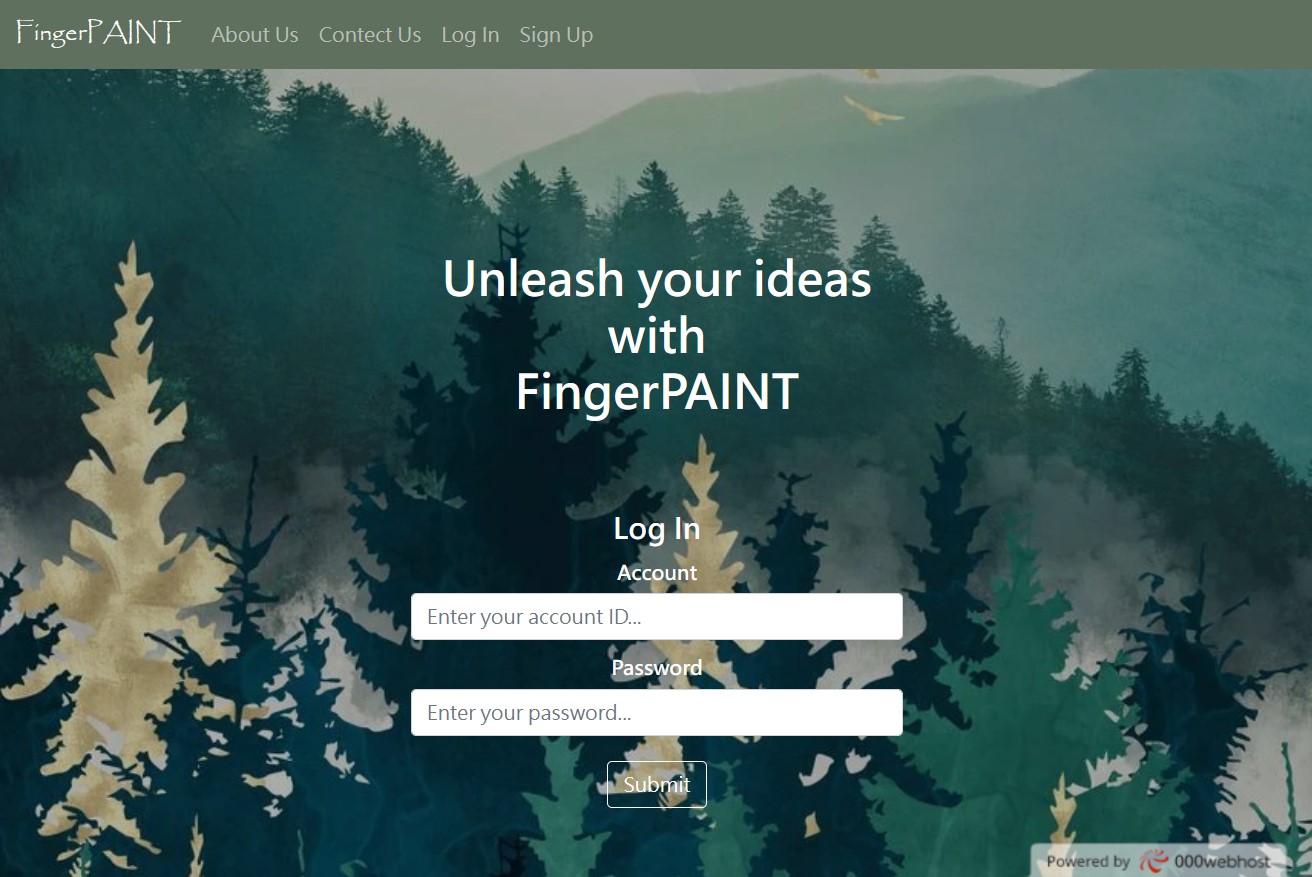 FingerPAINT About Us Contect Us Log In Sign Up
Unleash your ideas
with
FingerPAINT
Log In
Account
Enter your account ID...
Password
Enter your password...
Submit
Powered by 000webhost